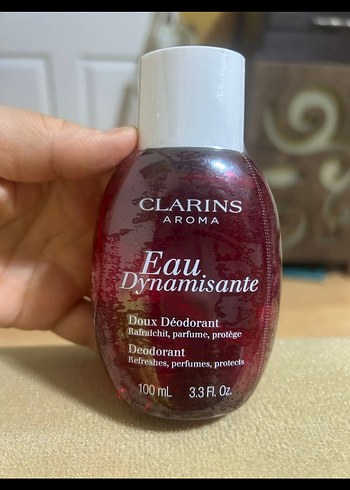 CLARINS
AROMA
Eau
Dynamisante
Doux Déodorant
Rafraîchit, parfume, protège
Deodorant
Refreshes, perfumes, protects
100 mL 3.3 Fl. Oz.